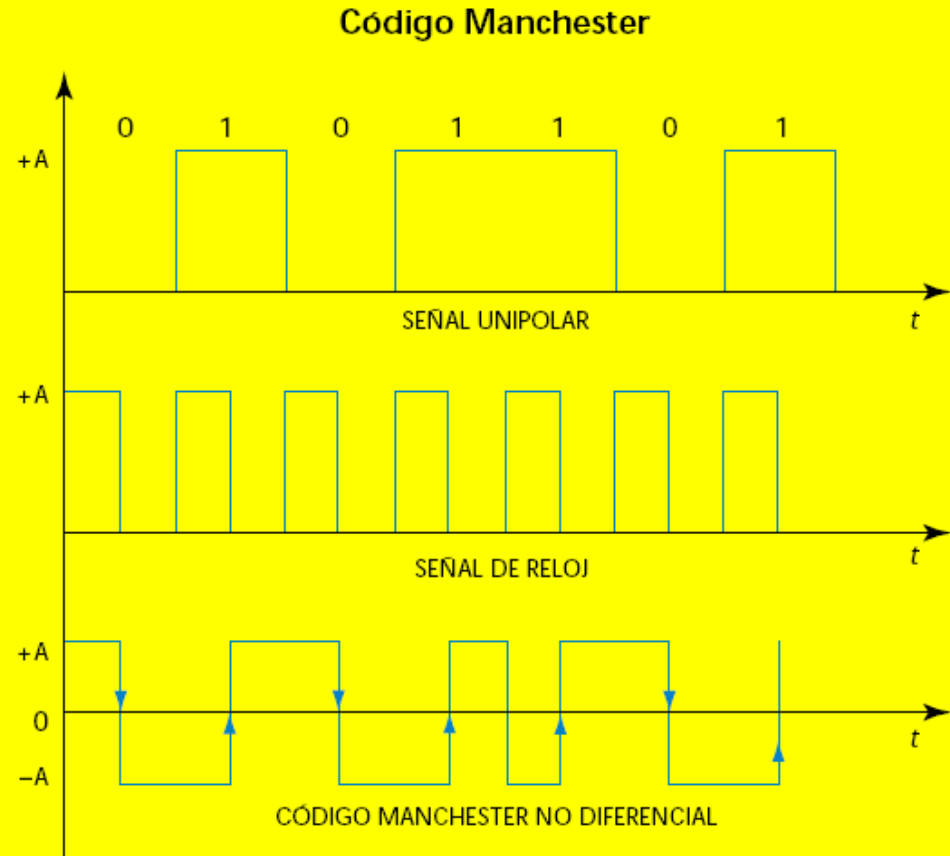 Código Manchester
0 1 0 1 1 0 1
+A
SEÑAL UNIPOLAR
t
+A
SEÑAL DE RELOJ
t
+A
0
t
−A
CÓDIGO MANCHESTER NO DIFERENCIAL